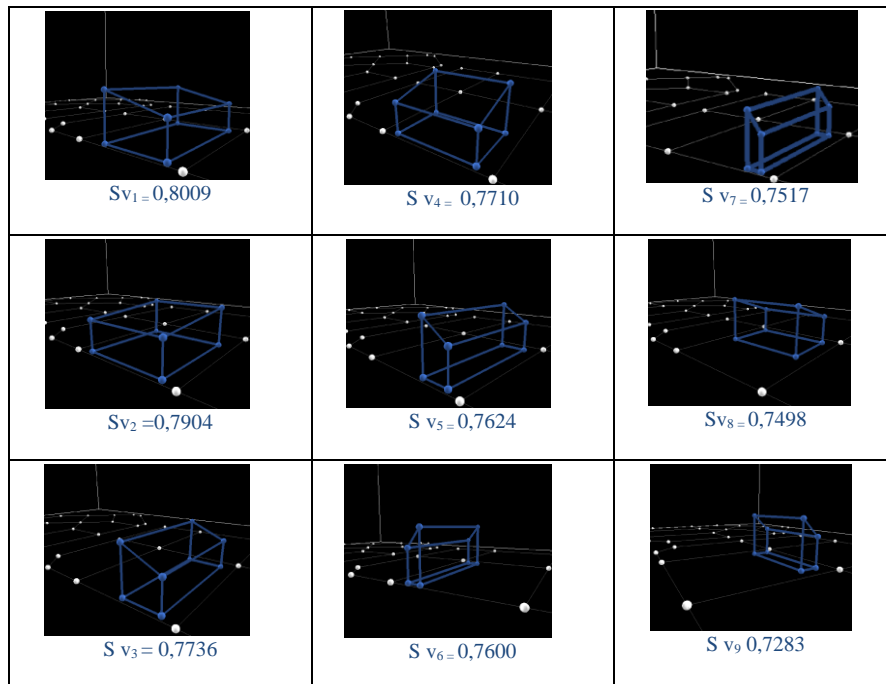 Sv₁ = 0,8009
S v₄ = 0,7710
S v₇ = 0,7517
Sv₂ =0,7904
S v₅ = 0,7624
Sv₈ = 0,7498
S v₃ = 0,7736
S v₆ = 0,7600
S v₉ 0,7283